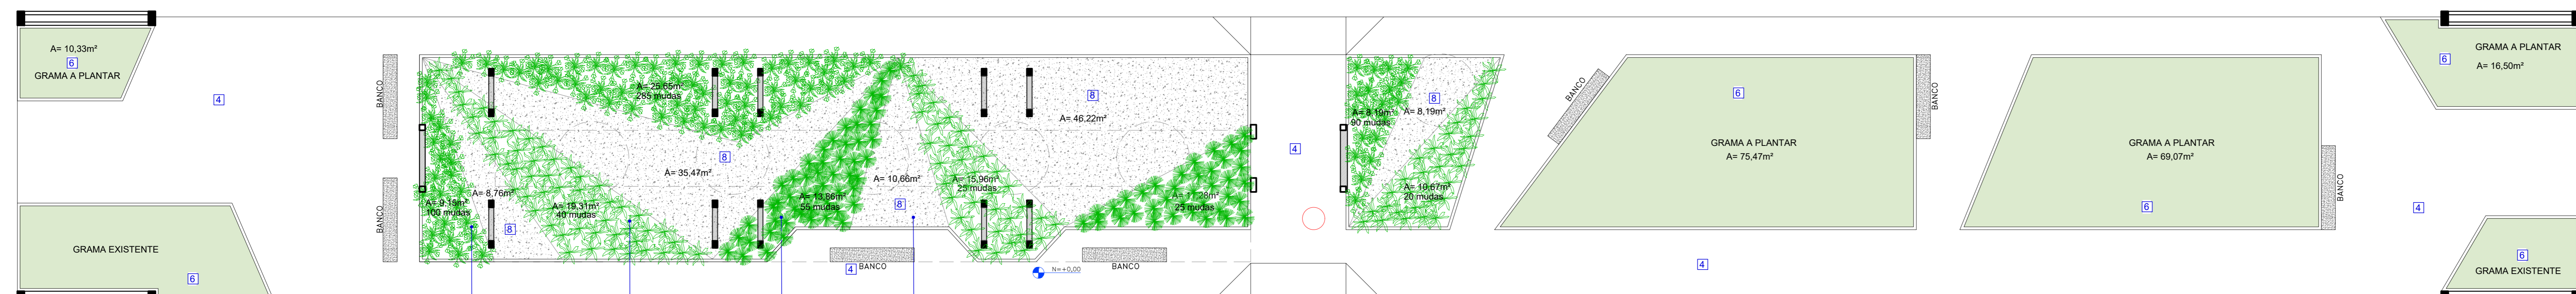 A= 10,33m²
6
GRAMA A PLANTAR
4
GRAMA EXISTENTE
6
BANCO
BANCO
A= 25,65m²
285 mudas
8
A= 46,22m²
8
A= 35,47m²
A= 8,76m²
A= 9,15m²
100 mudas
8
A= 19,31m²
40 mudas
A= 13,86m²
55 mudas
A= 10,66m²
8
A= 15,96m²
25 mudas
A= 11,28m²
25 mudas
BANCO
4
N=+0,00
BANCO
4
8
A= 8,19m²
90 mudas
A= 8,19m²
A= 10,67m²
20 mudas
BANCO
6
GRAMA A PLANTAR
A= 75,47m²
BANCO
4
GRAMA A PLANTAR
A= 69,07m²
6
BANCO
4
6
GRAMA A PLANTAR
A= 16,50m²
6
GRAMA EXISTENTE